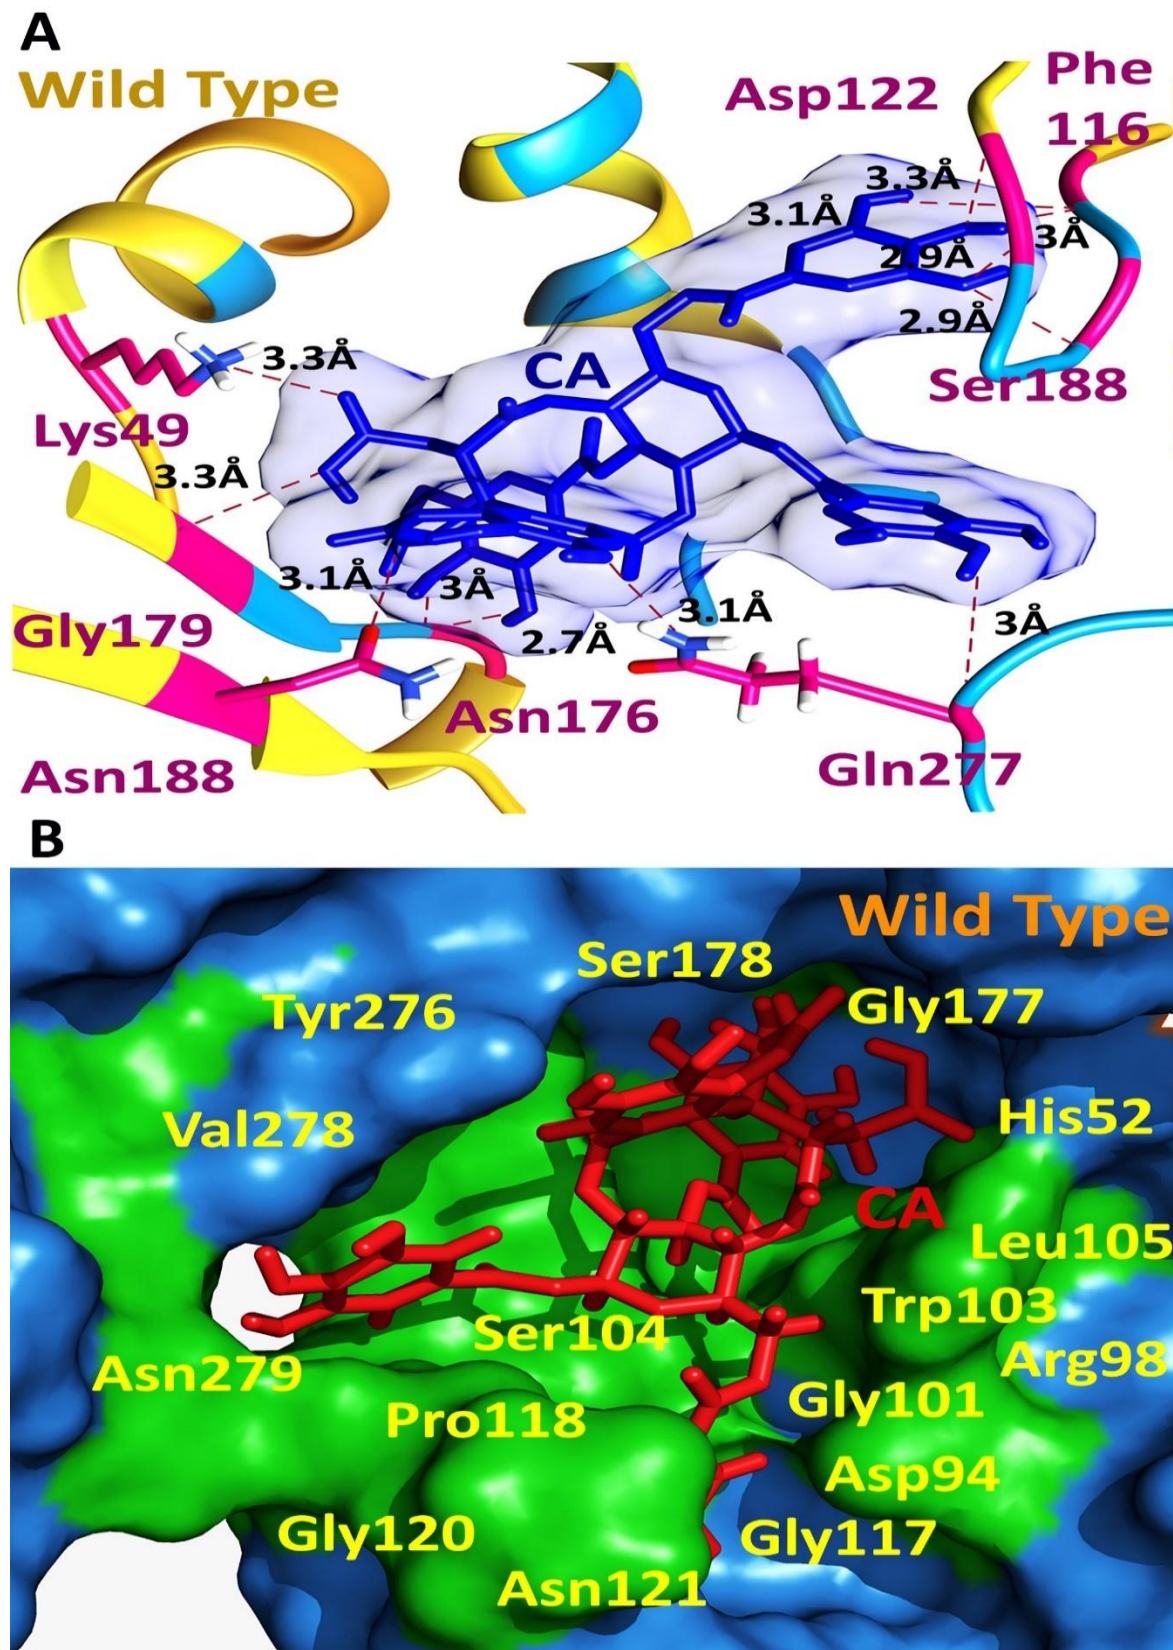 A
Wild Type
Asp122
Phe
116
3.3Å
3.1Å
2.9Å
3Å
2.9Å
Ser188
3.3Å
CA
Lys49
3.3Å
3.1Å
3Å
3.1Å
3Å
2.7Å
Gly179
Asn176
Asn188
Gln277
B
Wild Type
Ser178
Gly177
Tyr276
Val278
His52
CA
Leu105
Trp103
Ser104
Arg98
Asn279
Gly101
Pro118
Asp94
Gly120
Gly117
Asn121